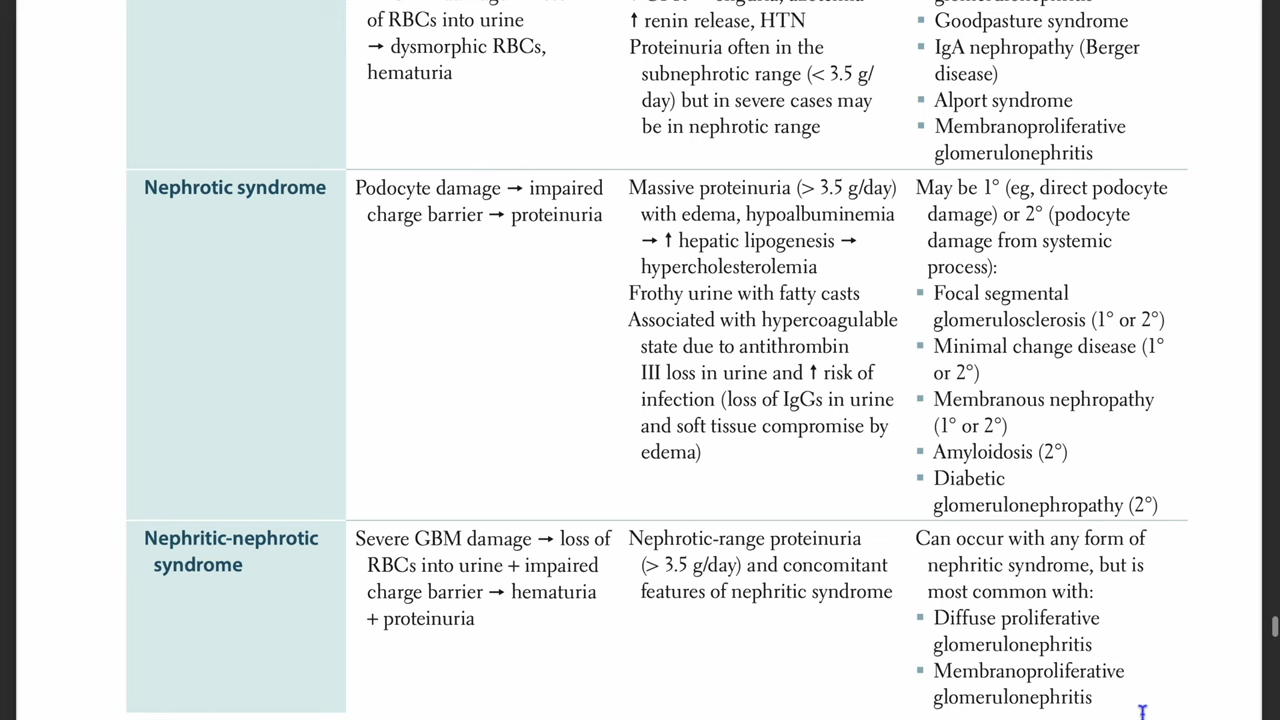 of RBCs into urine
→ dysmorphic RBCs,
hematuria
↑ renin release, HTN
Proteinuria often in the
subnephrotic range (< 3.5 g/
day) but in severe cases may
be in nephrotic range
Goodpasture syndrome
IgA nephropathy (Berger
disease)
Alport syndrome
Membranoproliferative
glomerulonephritis
Nephrotic syndrome
Podocyte damage → impaired
charge barrier → proteinuria
Massive proteinuria (> 3.5 g/day)
with edema, hypoalbuminemia
→ ↑ hepatic lipogenesis →
hypercholesterolemia
Frothy urine with fatty casts
Associated with hypercoagulable
state due to antithrombin
III loss in urine and ↑ risk of
infection (loss of IgGs in urine
and soft tissue compromise by
edema)
May be 1° (eg, direct podocyte
damage) or 2° (podocyte
damage from systemic
process):
Focal segmental
glomerulosclerosis (1° or 2°)
Minimal change disease (1°
or 2°)
Membranous nephropathy
(1° or 2°)
Amyloidosis (2°)
Diabetic
glomerulonephropathy (2°)
Nephritic-nephrotic
syndrome
Severe GBM damage → loss of
RBCs into urine + impaired
charge barrier → hematuria
+ proteinuria
Nephrotic-range proteinuria
(> 3.5 g/day) and concomitant
features of nephritic syndrome
Can occur with any form of
nephritic syndrome, but is
most common with:
Diffuse proliferative
glomerulonephritis
Membranoproliferative
glomerulonephritis